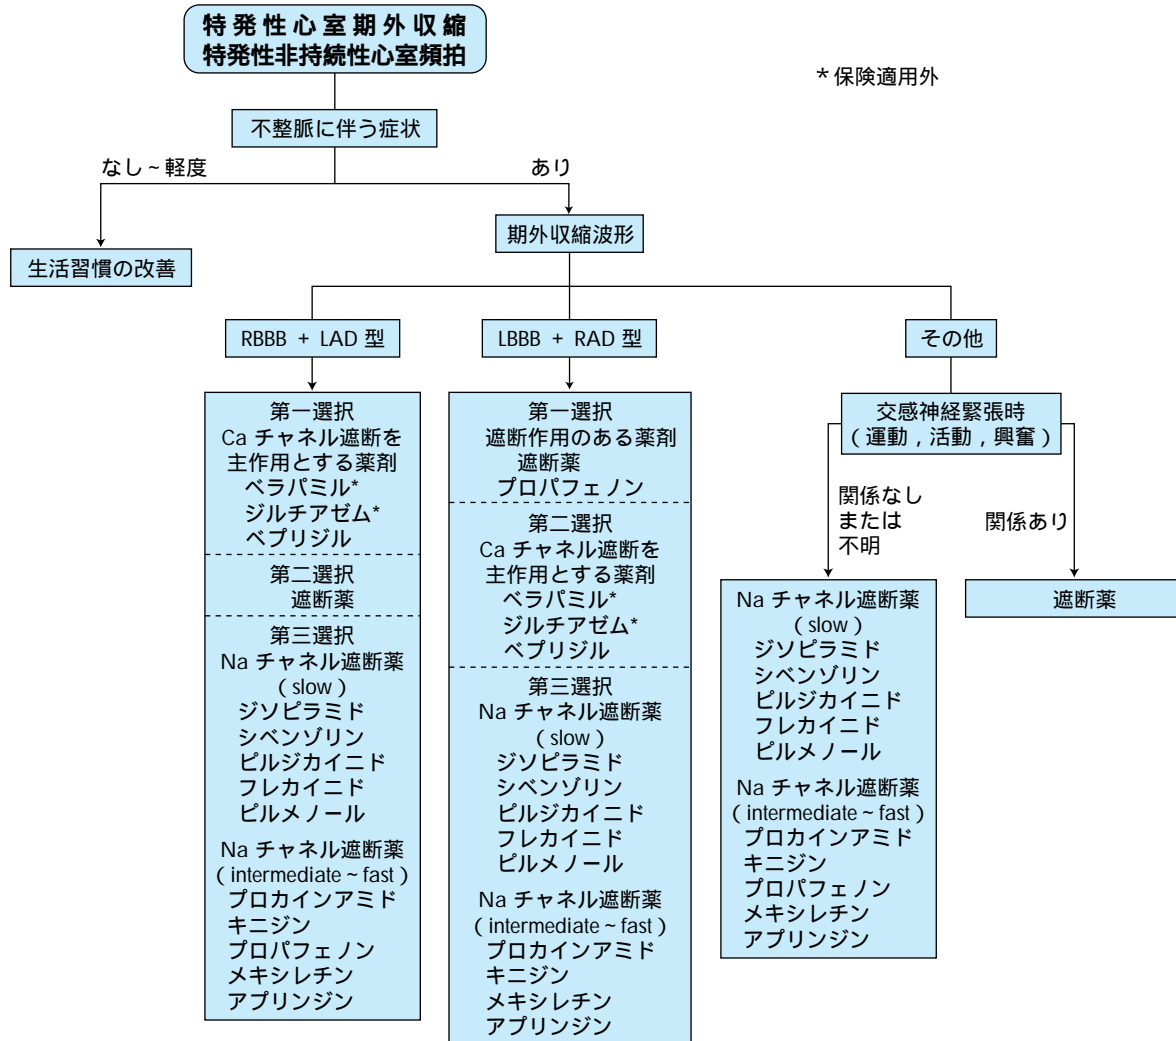 特発性心室期外収縮
特発性非持続性心室頻拍
*保険適用外
不整脈に伴う症状
なし~軽度
あり
生活習慣の改善
期外収縮波形
RBBB + LAD 型
LBBB + RAD 型
その他
第一選択
Ca チャネル遮断を
主作用とする薬剤
ベラパミル*
ジルチアゼム*
ベプリジル
第二選択
遮断薬
第三選択
Na チャネル遮断薬
(slow)
ジソピラミド
シベンゾリン
ピルジカイニド
フレカイニド
ピルメノール
Na チャネル遮断薬
(intermediate~fast)
プロカインアミド
キニジン
プロパフェノン
メキシレチン
アプリンジン
第一選択
遮断作用のある薬剤
遮断薬
プロパフェノン
第二選択
Ca チャネル遮断を
主作用とする薬剤
ベラパミル*
ジルチアゼム*
ベプリジル
第三選択
Na チャネル遮断薬
(slow)
ジソピラミド
シベンゾリン
ピルジカイニド
フレカイニド
ピルメノール
Na チャネル遮断薬
(intermediate~fast)
プロカインアミド
キニジン
メキシレチン
アプリンジン
交感神経緊張時
(運動,活動,興奮)
関係なし
または
不明
関係あり
Na チャネル遮断薬
(slow)
ジソピラミド
シベンゾリン
ピルジカイニド
フレカイニド
ピルメノール
Na チャネル遮断薬
(intermediate~fast)
プロカインアミド
キニジン
プロパフェノン
メキシレチン
アプリンジン
遮断薬